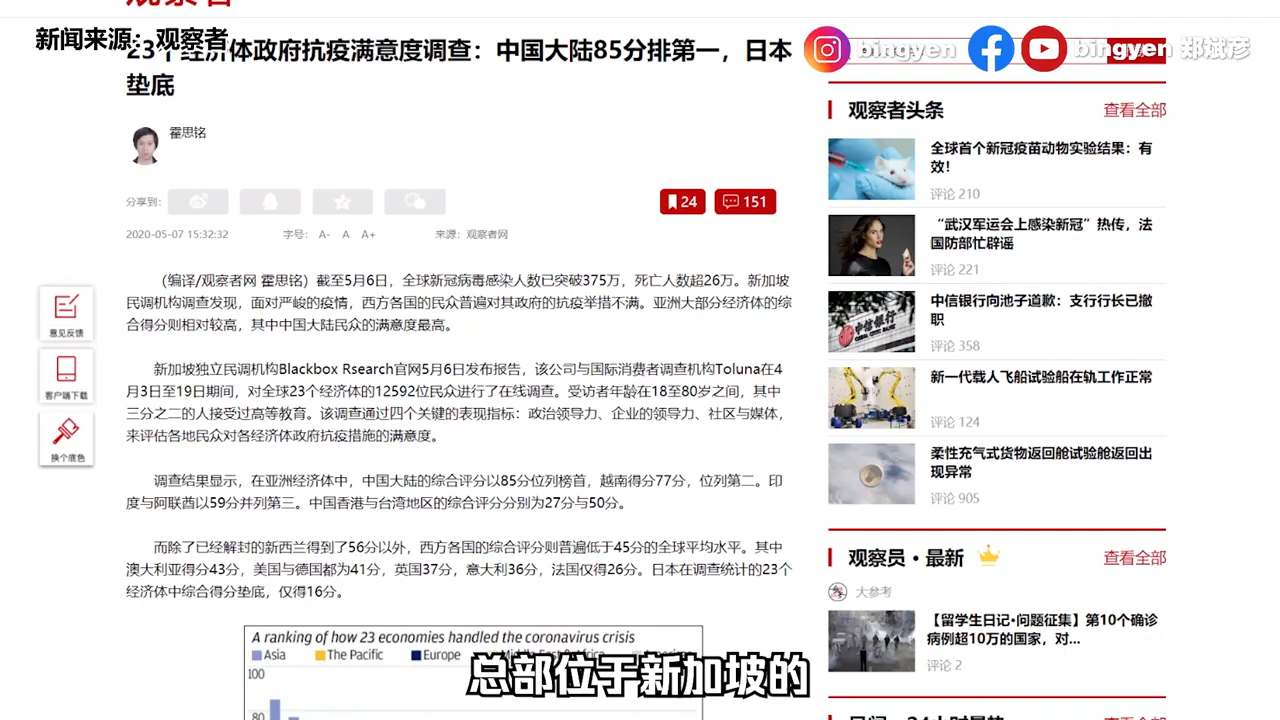 观察者
新闻来源：观察者
23个经济体政府抗疫满意度调查：中国大陆85分排第一，日本
垫底
bingyen
bingyen 郑斌彦
霍思铭
分享到：
24
151
2020-05-07 15:32:32
字号：
A-
A
A+
来源：观察者网
（编译/观察者网 霍思铭）截至5月6日，全球新冠病毒感染人数已突破375万，死亡人数超26万。新加坡
民调机构调查发现，面对严峻的疫情，西方各国的民众普遍对其政府的抗疫举措不满。亚洲大部分经济体的综
合得分则相对较高，其中中国大陆民众的满意度最高。
新加坡独立民调机构Blackbox Rsearch官网5月6日发布报告，该公司与国际消费者调查机构Toluna在4
月3日至19日期间，对全球23个经济体的12592位民众进行了在线调查。受访者年龄在18至80岁之间，其中
三分之二的人接受过高等教育。该调查通过四个关键的表现指标：政治领导力、企业的领导力、社区与媒体，
来评估各地民众对各经济体政府抗疫措施的满意度。
调查结果显示，在亚洲经济体中，中国大陆的综合评分以85分位列榜首，越南得分77分，位列第二。印
度与阿联酋以59分并列第三。中国香港与台湾地区的综合评分分别为27分与50分。
而除了已经解封的新西兰得到了56分以外，西方各国的综合评分则普遍低于45分的全球平均水平。其中
澳大利亚得分43分，美国与德国都为41分，英国37分，意大利36分，法国仅得26分。日本在调查统计的23个
经济体中综合得分垫底，仅得16分。
A ranking of how 23 economies handled the coronavirus crisis
Asia
The Pacific
Europe
Middle East & Africa
100
80
总部位于新加坡的
意见反馈
客户端下载
换个底色
观察者头条
查看全部
全球首个新冠疫苗动物实验结果：有
效！
评论 210
“武汉军运会上感染新冠”热传，法
国防部忙辟谣
评论 221
中信银行向池子道歉：支行行长已撤
职
评论 358
新一代载人飞船试验船在轨工作正常
评论 124
柔性充气式货物返回舱试验舱返回出
现异常
评论 905
观察员·最新
查看全部
大参考
【留学生日记·问题征集】第10个确诊
病例超10万的国家，对...
评论 2